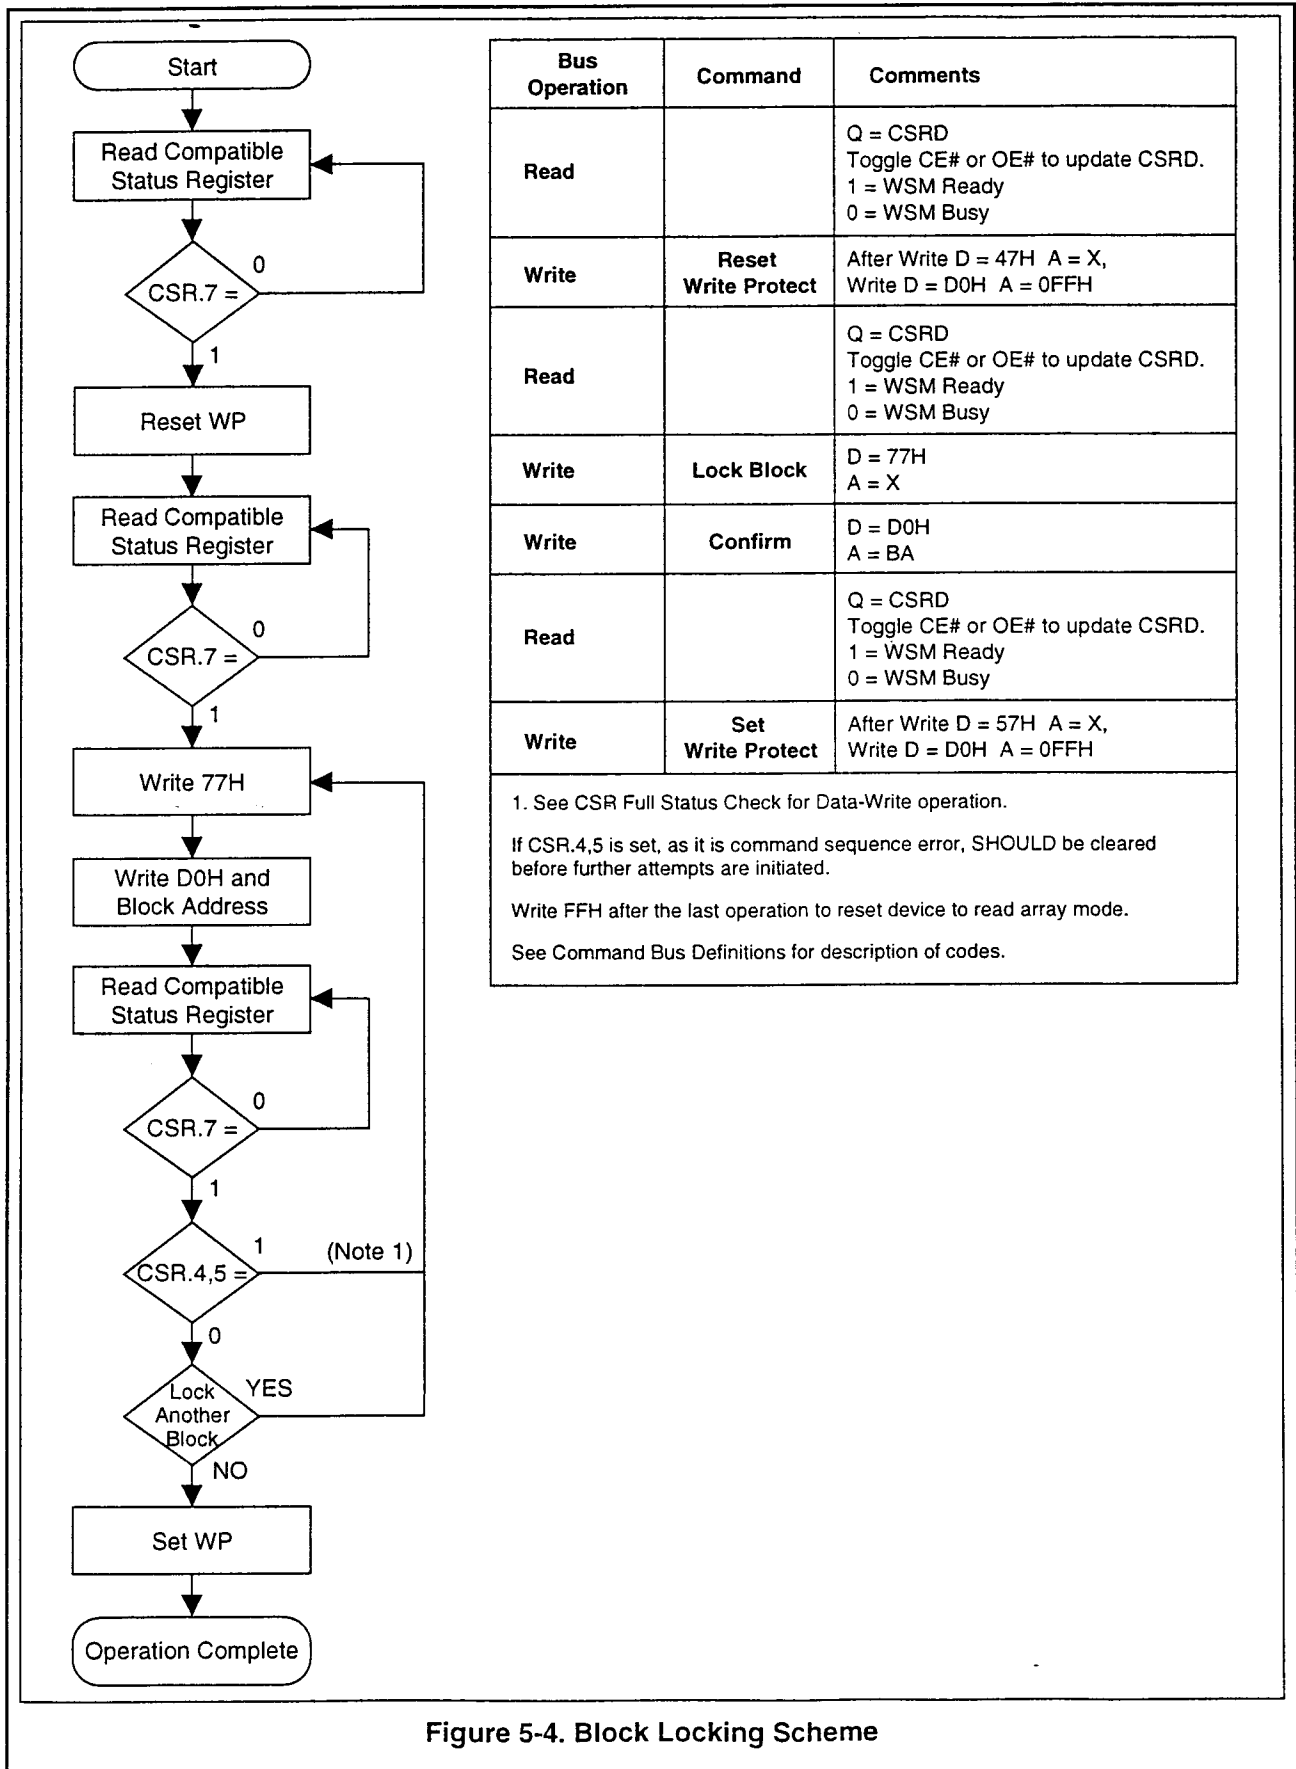 Start
Read Compatible
Status Register
0
CSR.7 =
1
Reset WP
Read Compatible
Status Register
0
CSR.7 =
1
Write 77H
Write D0H and
Block Address
Read Compatible
Status Register
0
CSR.7 =
1
1
(Note 1)
CSR.4,5 =
0
Lock
Another
Block
YES
NO
Set WP
Operation Complete
Bus
Operation
Command
Comments
Read
Q = CSRD
Toggle CE# or OE# to update CSRD.
1 = WSM Ready
0 = WSM Busy
Write
Reset
Write Protect
After Write D = 47H A = X,
Write D = D0H A = 0FFH
Read
Q = CSRD
Toggle CE# or OE# to update CSRD.
1 = WSM Ready
0 = WSM Busy
Write
Lock Block
D = 77H
A = X
Write
Confirm
D = D0H
A = BA
Read
Q = CSRD
Toggle CE# or OE# to update CSRD.
1 = WSM Ready
0 = WSM Busy
Write
Set
Write Protect
After Write D = 57H A = X,
Write D = D0H A = 0FFH
1. See CSR Full Status Check for Data-Write operation.
If CSR.4,5 is set, as it is command sequence error, SHOULD be cleared
before further attempts are initiated.
Write FFH after the last operation to reset device to read array mode.
See Command Bus Definitions for description of codes.
Figure 5-4. Block Locking Scheme